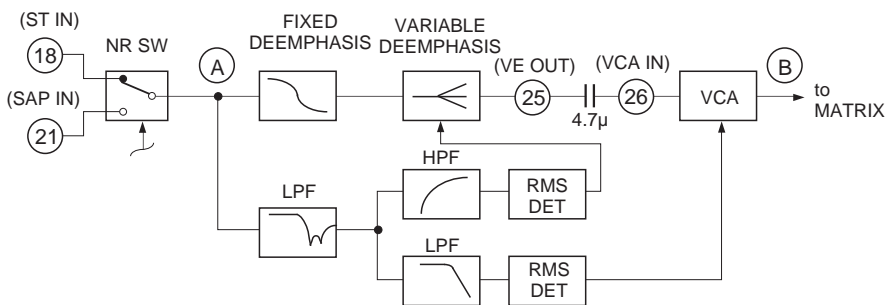 (ST IN)
18
NR SW
(SAP IN)
21
A
FIXED
DEEMPHASIS
VARIABLE
DEEMPHASIS
(VE OUT)
25
4.7μ
(VCA IN)
26
VCA
B
to
MATRIX
LPF
HPF
RMS
DET
LPF
RMS
DET